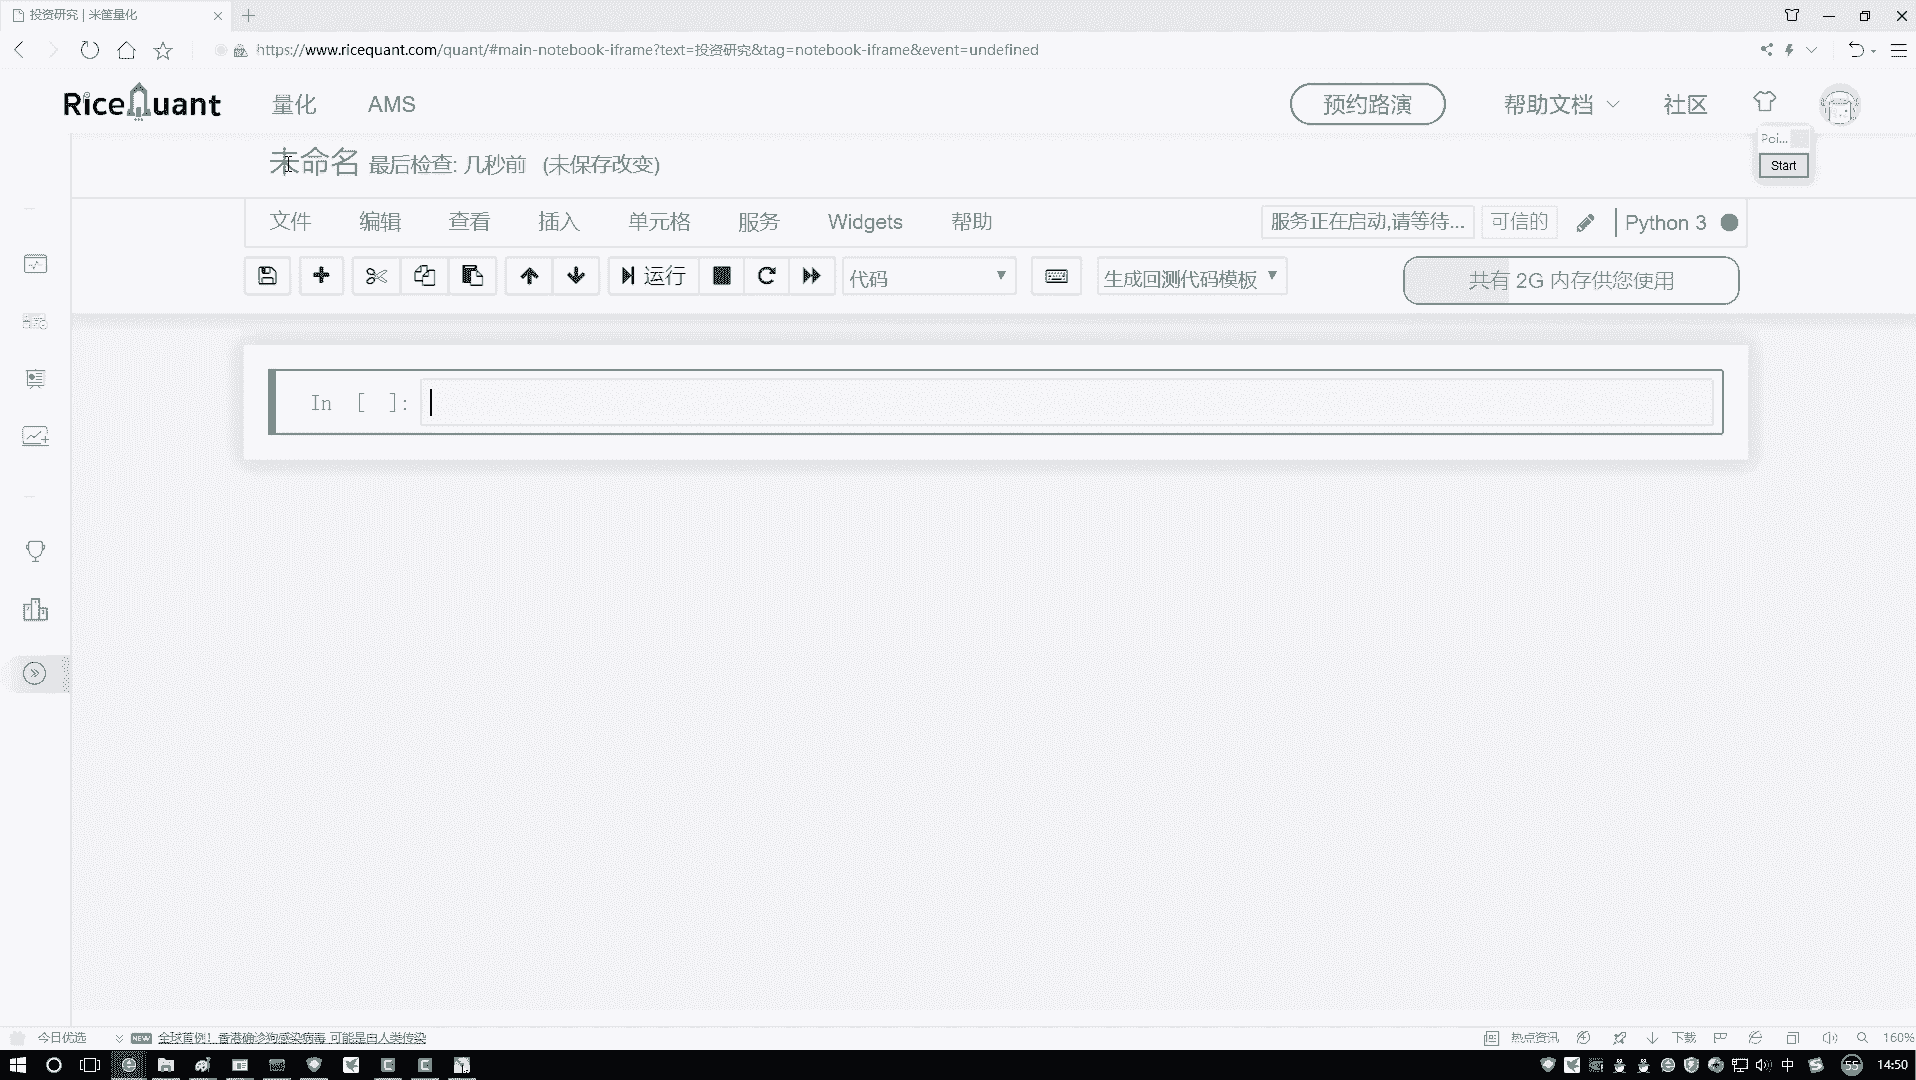 投资研究 | 米筐量化
https://www.ricequant.com/quant/#main-notebook-iframe?text=投资研究&tag=notebook-iframe&event=undefined
RiceQuant 量化 AMS 预约路演 帮助文档 社区
Poi...
Start
未命名 最后检查: 几秒前 (未保存改变)
文件 编辑 查看 插入 单元格 服务 Widgets 帮助 服务正在启动,请等待... 可信的 Python 3
运行 代码 生成回测代码模板 共有 2G 内存供您使用
In [ ]:
今日优选 NEW 全球首例！香港确诊狗感染病毒 可能是由人类传染 热点资讯 下载 160%
中 55 14:50